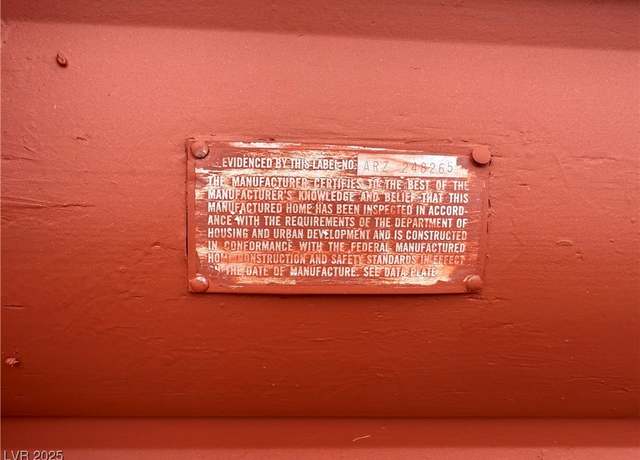 EVIDENCED BY THIS LABEL NO. ARZ 248265
THE MANUFACTURER CERTIFIES TO THE BEST OF THE
MANUFACTURER'S KNOWLEDGE AND BELIEF THAT THIS
MANUFACTURED HOME HAS BEEN INSPECTED IN ACCORD-
ANCE WITH THE REQUIREMENTS OF THE DEPARTMENT OF
HOUSING AND URBAN DEVELOPMENT AND IS CONSTRUCTED
IN CONFORMANCE WITH THE FEDERAL MANUFACTURED
HOME CONSTRUCTION AND SAFETY STANDARDS IN EFFECT
ON THE DATE OF MANUFACTURE. SEE DATA PLATE
LVR 2025